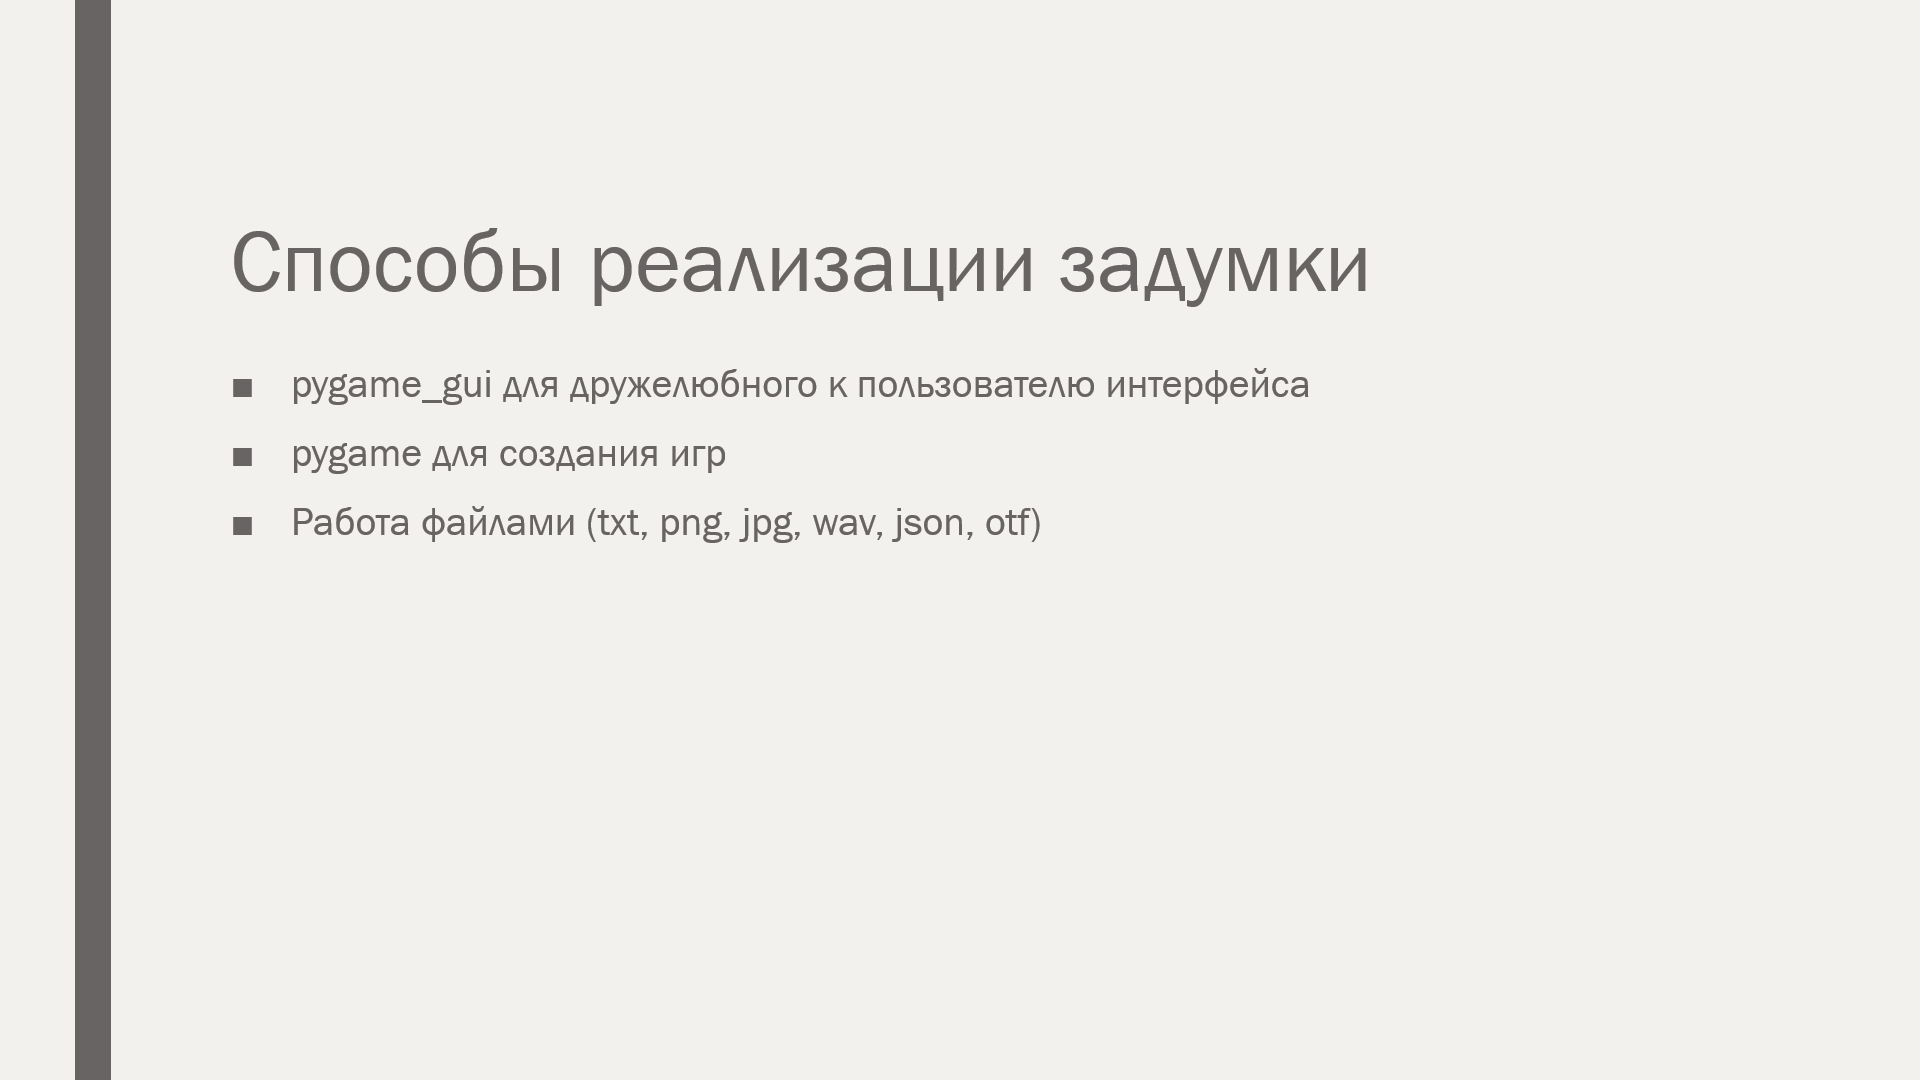 Способы реализации задумки
▪ pygame_gui для дружелюбного к пользователю интерфейса
▪ pygame для создания игр
▪ Работа файлами (txt, png, jpg, wav, json, otf)